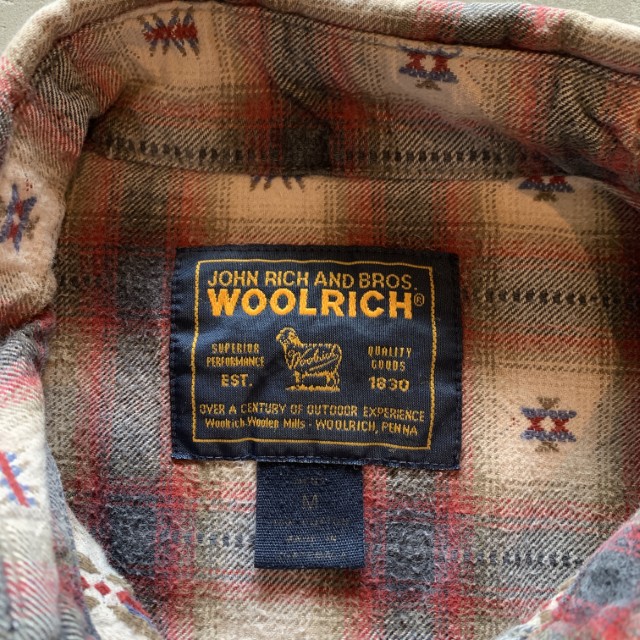 JOHN RICH AND BROS.
WOOLRICH®
SUPERIOR PERFORMANCE
Woolrich
QUALITY GOODS
EST.
1830
OVER A CENTURY OF OUTDOOR EXPERIENCE
Woolrich Woolen Mills - WOOLRICH, PENNA
M